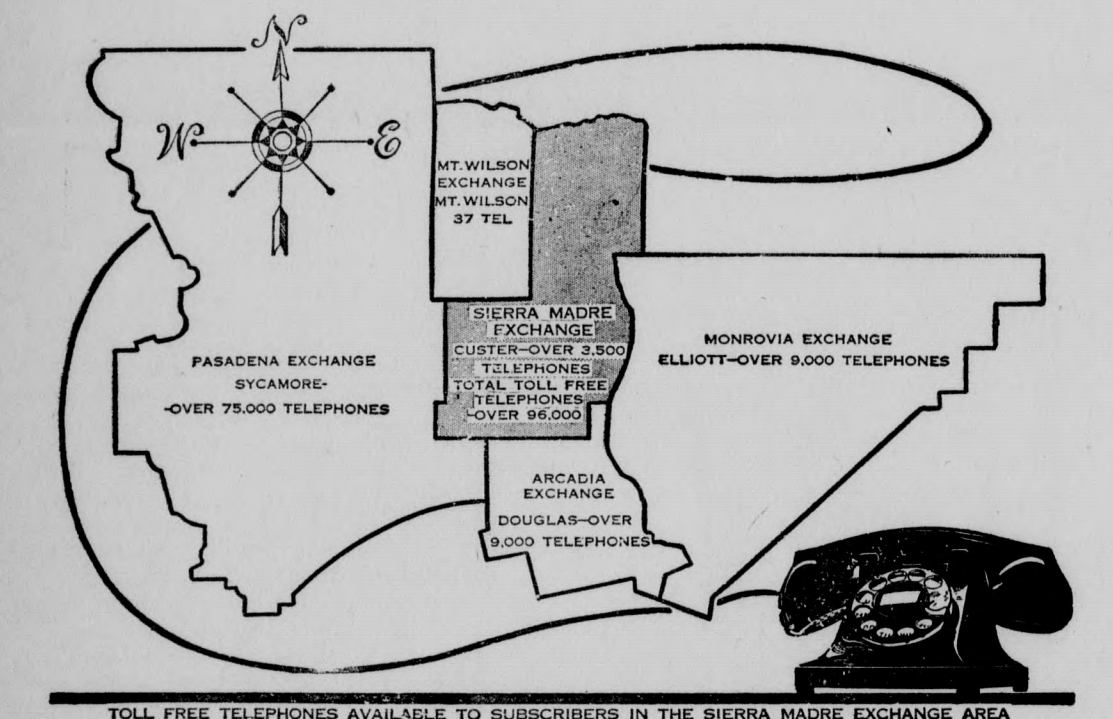 N
W
E
MT. WILSON
EXCHANGE
MT. WILSON
37 TEL
SIERRA MADRE
EXCHANGE
CUSTER—OVER 3,500
TELEPHONES
TOTAL TOLL FREE
TELEPHONES
-OVER 96,000
PASADENA EXCHANGE
SYCAMORE-
-OVER 75,000 TELEPHONES
MONROVIA EXCHANGE
ELLIOTT—OVER 9,000 TELEPHONES
ARCADIA
EXCHANGE
DOUGLAS—OVER
9,000 TELEPHONES
TOLL FREE TELEPHONES AVAILABLE TO SUBSCRIBERS IN THE SIERRA MADRE EXCHANGE AREA